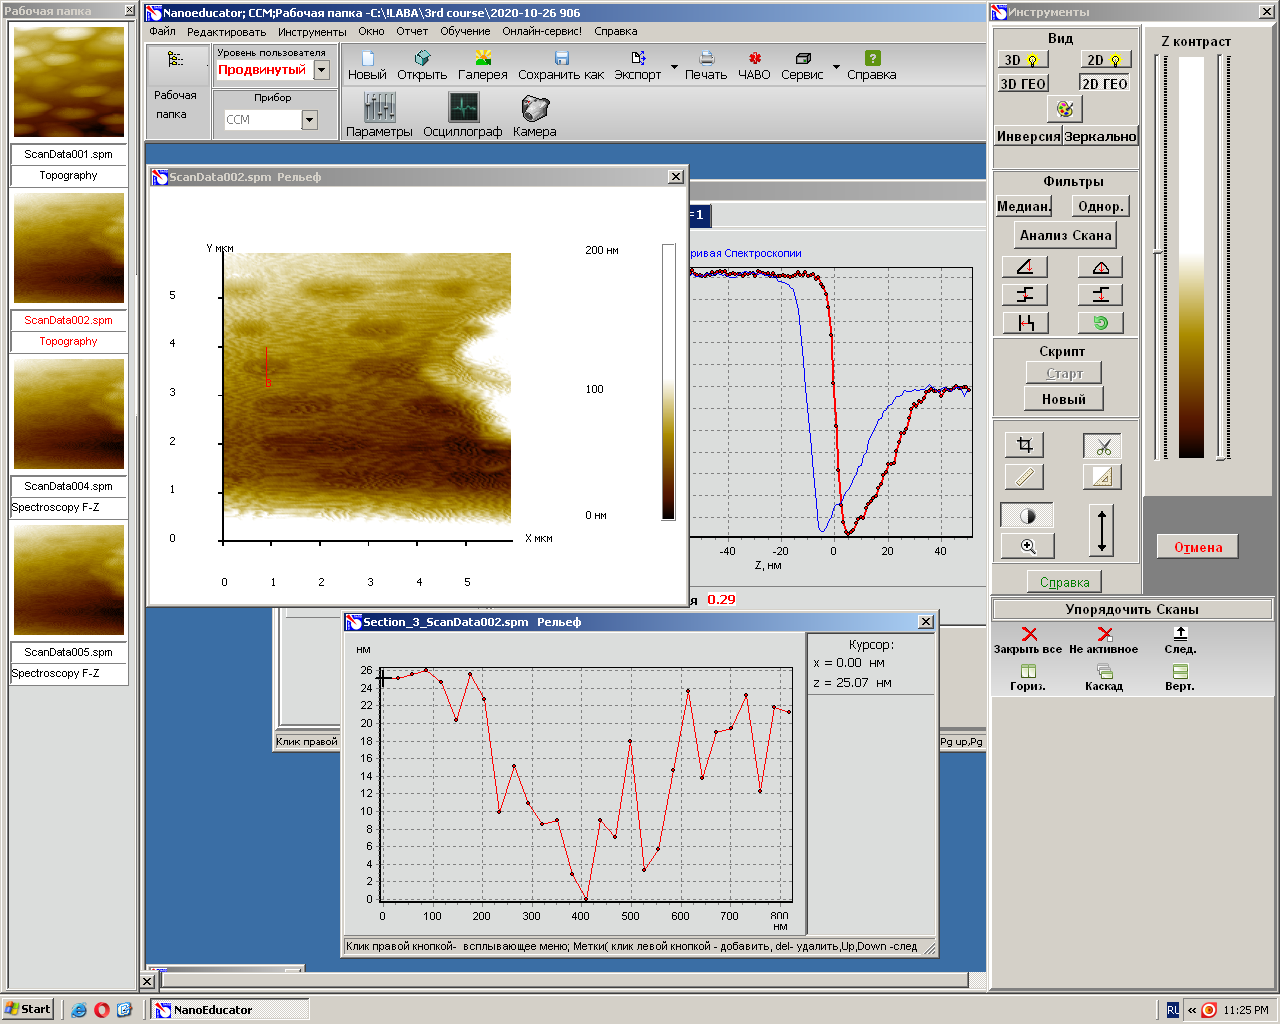 Рабочая папка
Nanoeducator; ССМ;Рабочая папка -C:\!LABA\3rd course\2020-10-26 906
Инструменты
Файл Редактировать Инструменты Окно Отчет Обучение Онлайн-сервис! Справка
Рабочая папка
Уровень пользователя
Продвинутый
Прибор
ССМ
Новый Открыть Галерея Сохранить как Экспорт Печать ЧАВО Сервис Справка
Параметры Осциллограф Камера
ScanData001.spm
Topography
ScanData002.spm
Topography
ScanData004.spm
Spectroscopy F-Z
ScanData005.spm
Spectroscopy F-Z
ScanData002.spm Рельеф
Y мкм
5
4
3
2
1
0
0 1 2 3 4 5
X мкм
200 нм
100
0 нм
=1
ривая Спектроскопии
-40 -20 0 20 40
Z, нм
я 0.29
Клик правой
Pg up,Pg
Section_3_ScanData002.spm Рельеф
нм
26
24
22
20
18
16
14
12
10
8
6
4
2
0
0 100 200 300 400 500 600 700 800
нм
Курсор:
x = 0.00 нм
z = 25.07 нм
Клик правой кнопкой- всплывающее меню; Метки( клик левой кнопкой - добавить, del- удалить,Up,Down -след
Вид
3D 2D
3D ГЕО 2D ГЕО
Инверсия Зеркально
Фильтры
Медиан. Однор.
Анализ Скана
Скрипт
Старт
Новый
Справка
Z контраст
Отмена
Упорядочить Сканы
Закрыть все Не активное След.
Гориз. Каскад Верт.
Start
NanoEducator
RU
«
11:25 PM